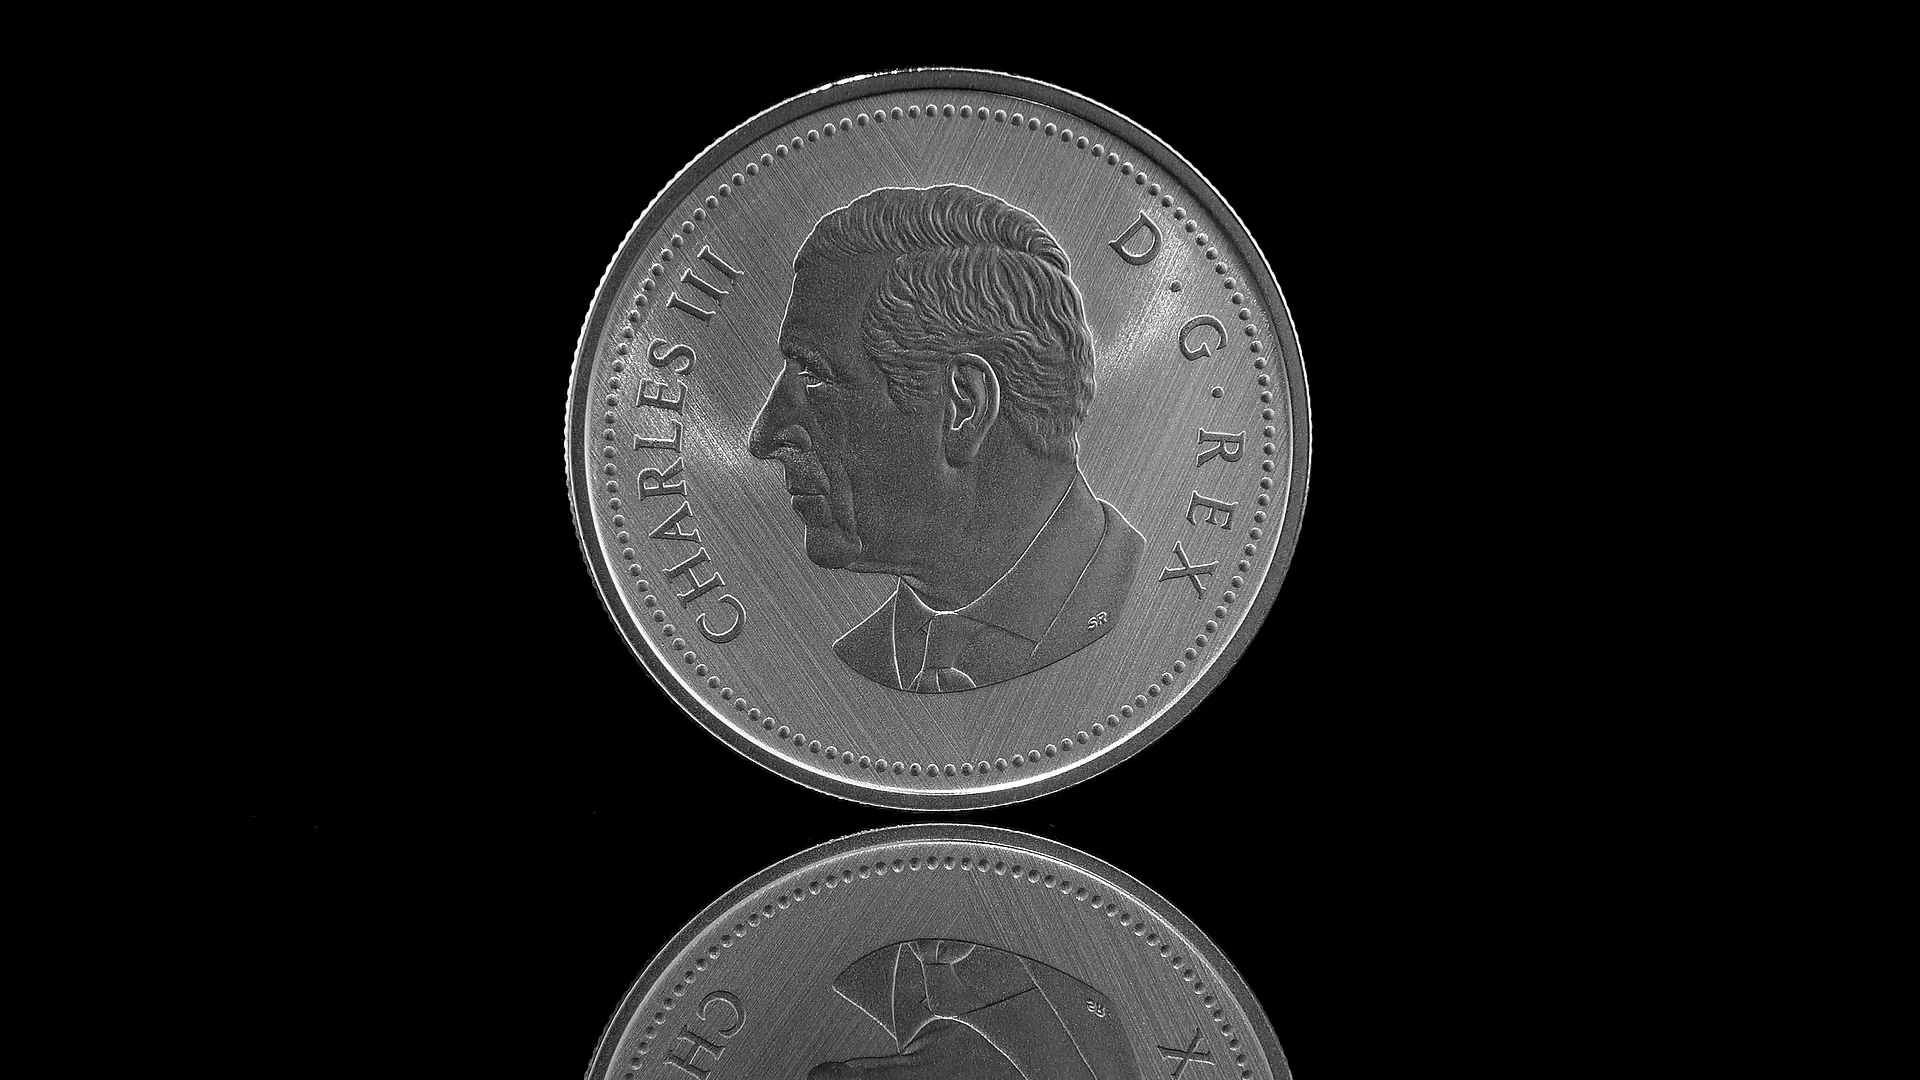 CHARLES III
D · G · REX
SR